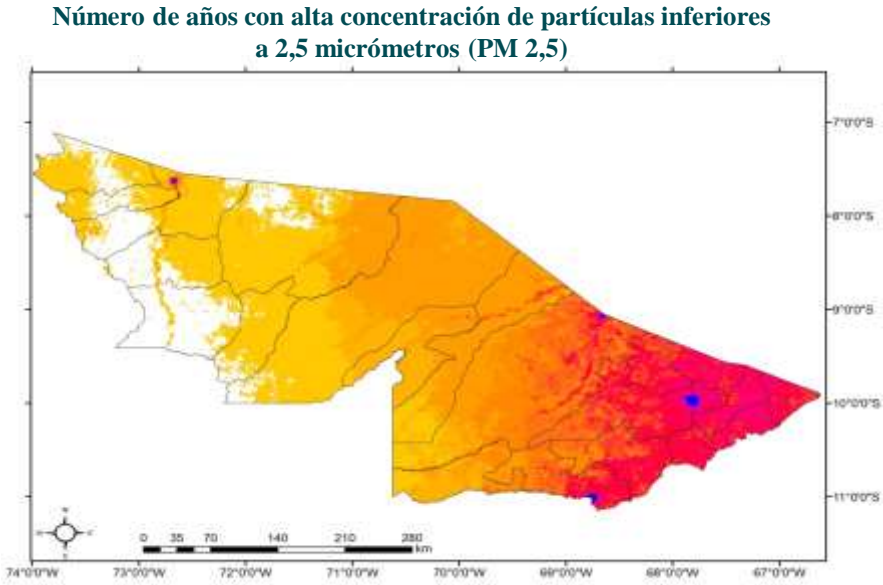 Número de años con alta concentración de partículas inferiores
a 2,5 micrómetros (PM 2,5)
7°0'0"S
8°0'0"S
9°0'0"S
10°0'0"S
11°0'0"S
0 35 70 140 210 280
km
74°0'0"W 73°0'0"W 72°0'0"W 71°0'0"W 70°0'0"W 69°0'0"W 68°0'0"W 67°0'0"W